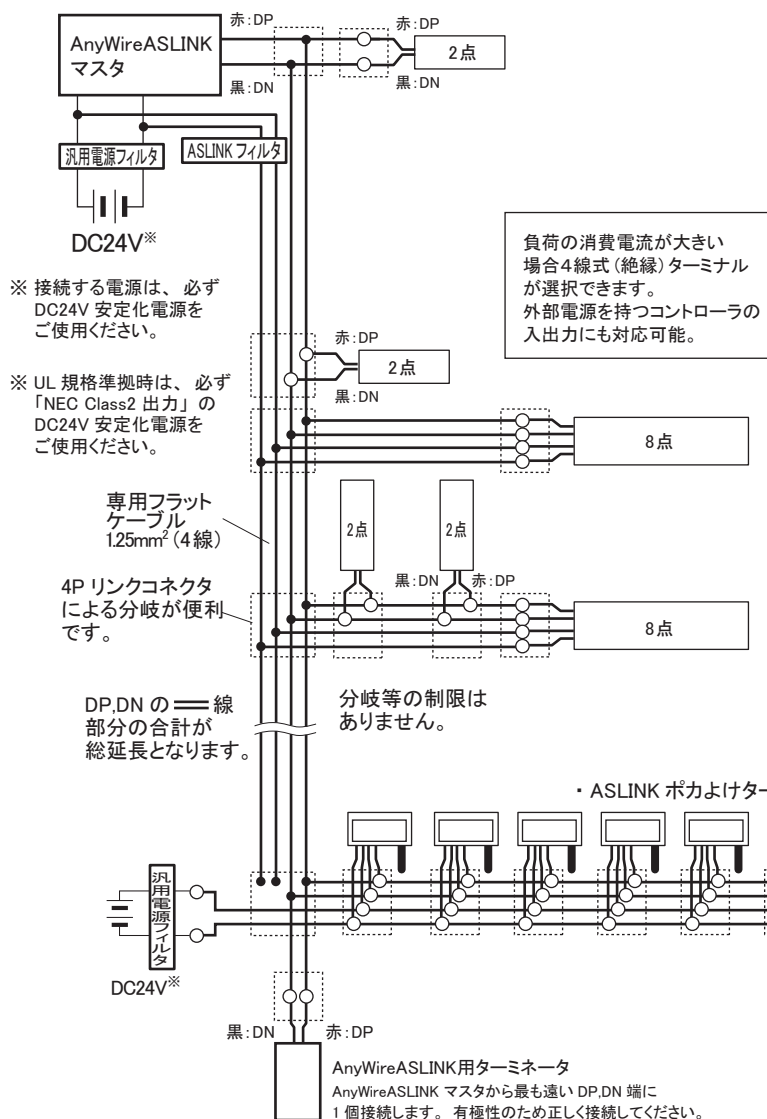 赤:DP
赤:DP
AnyWireASLINK
マスタ
2点
黒:DN
黒:DN
汎用電源フィルタ
ASLINK フィルタ
DC24V※
負荷の消費電流が大きい
場合4線式(絶縁)ターミナル
が選択できます。
外部電源を持つコントローラの
入出力にも対応可能。
※ 接続する電源は、必ず
DC24V 安定化電源を
ご使用ください。
赤:DP
2点
黒:DN
※ UL 規格準拠時は、必ず
「NEC Class2 出力」の
DC24V 安定化電源を
ご使用ください。
8点
専用フラット
ケーブル
1.25mm² (4線)
2点
2点
黒:DN
赤:DP
4P リンクコネクタ
による分岐が便利
です。
8点
DP,DN の 線
部分の合計が
総延長となります。
分岐等の制限は
ありません。
・ ASLINK ポカよけター
汎用電源フィルタ
DC24V※
黒:DN
赤:DP
AnyWireASLINK用ターミネータ
AnyWireASLINK マスタから最も遠い DP,DN 端に
1 個接続します。有極性のため正しく接続してください。